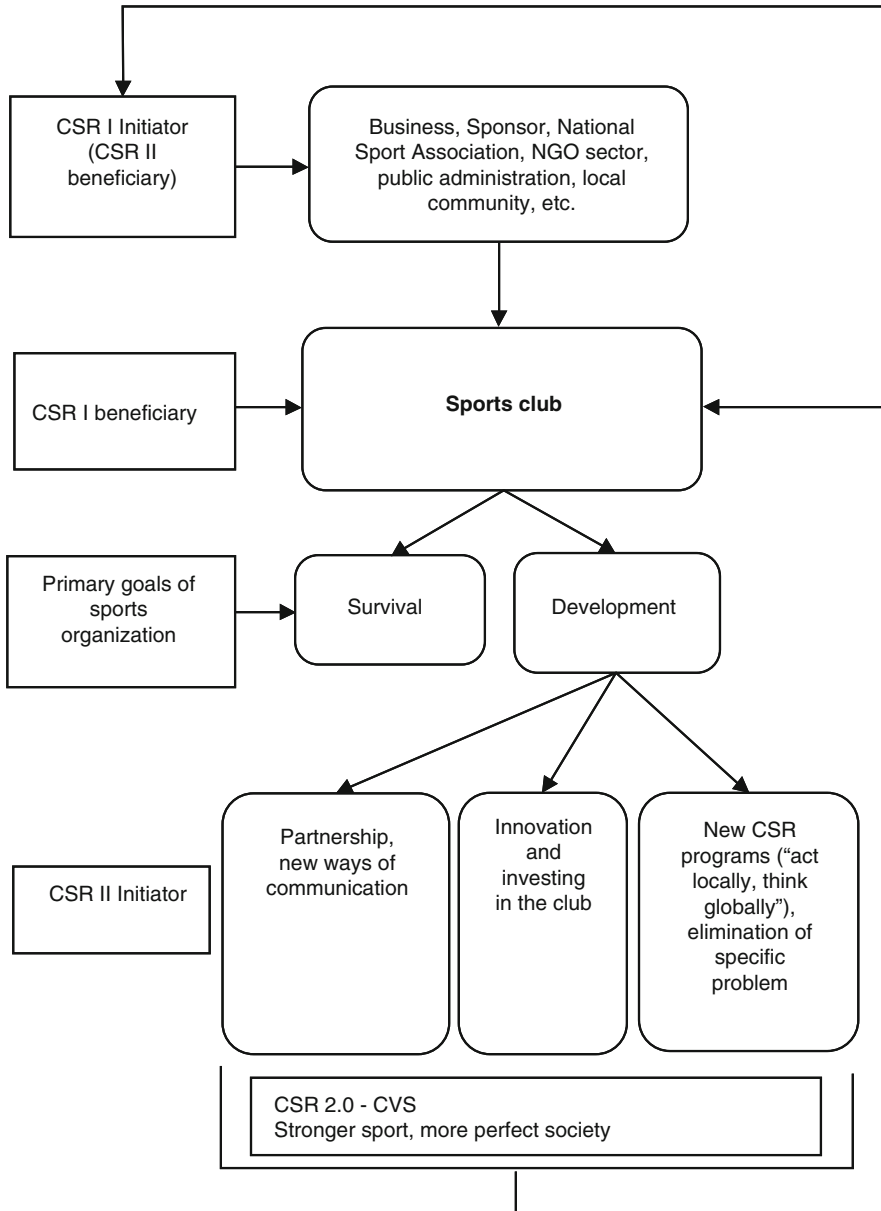 CSR I Initiator
(CSR II
beneficiary)
Business, Sponsor, National
Sport Association, NGO sector,
public administration, local
community, etc.
CSR I beneficiary
Sports club
Primary goals of
sports
organization
Survival
Development
CSR II Initiator
Partnership,
new ways of
communication
Innovation
and
investing
in the club
New CSR
programs (“act
locally, think
globally”),
elimination of
specific
problem
CSR 2.0 - CVS
Stronger sport, more perfect society